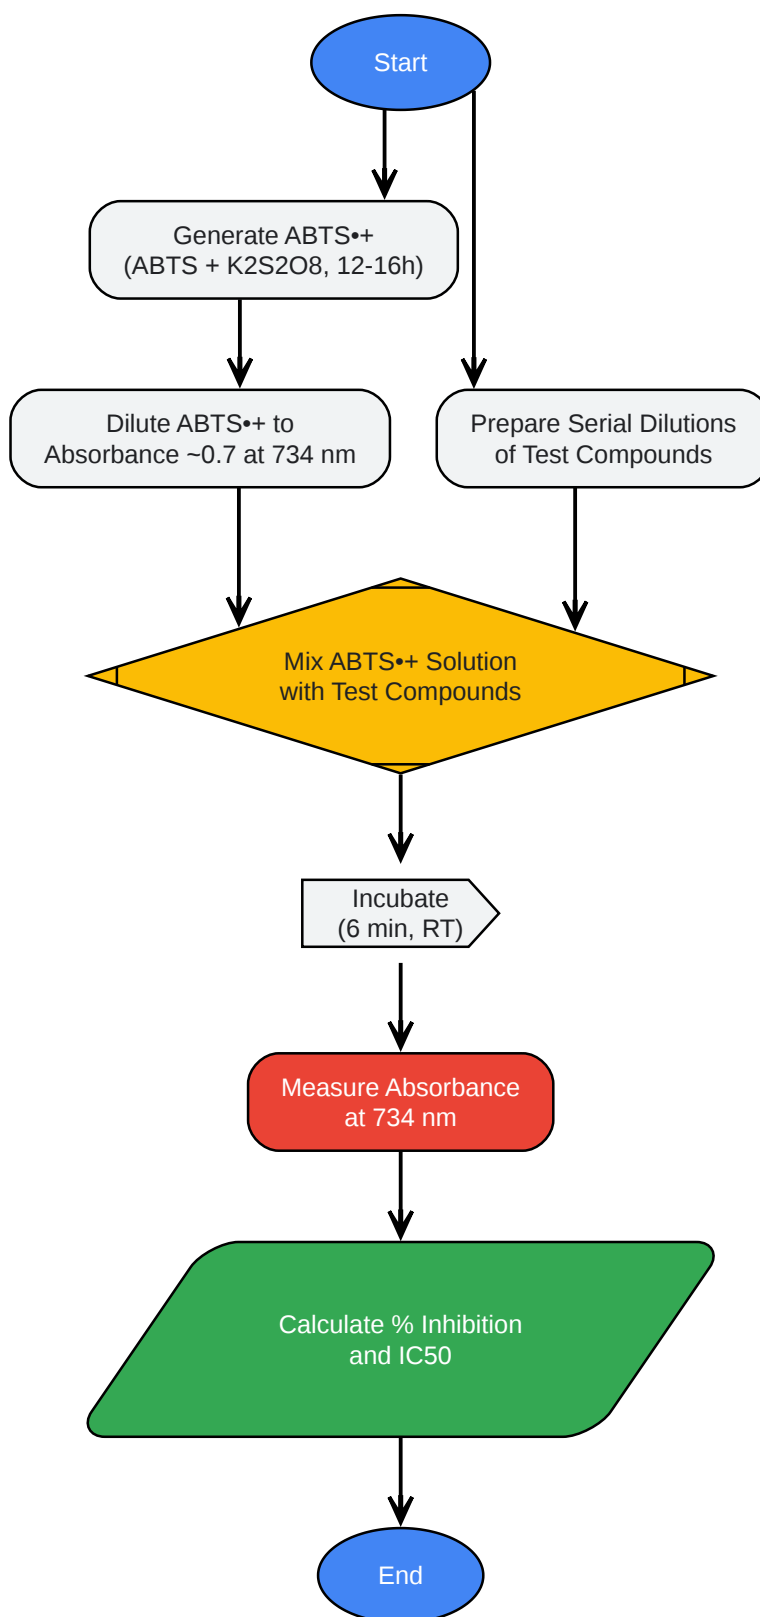 Start
Generate ABTS•+
(ABTS + K2S2O8, 12-16h)
Dilute ABTS•+ to
Absorbance ~0.7 at 734 nm
Prepare Serial Dilutions
of Test Compounds
Mix ABTS•+ Solution
with Test Compounds
Incubate
(6 min, RT)
Measure Absorbance
at 734 nm
Calculate % Inhibition
and IC50
End